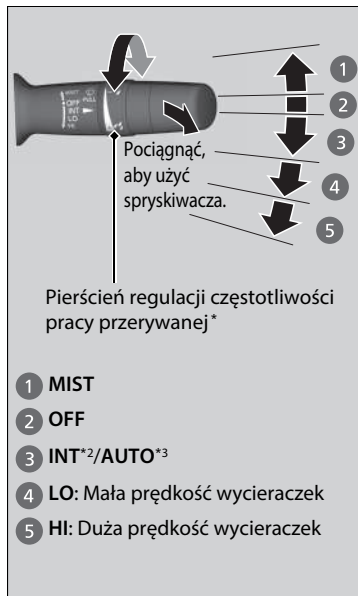 MIST
OFF
PULL
INT
LO
HI
1
2
3
4
5
Pociągnąć,
aby użyć
spryskiwacza.
Pierścień regulacji częstotliwości
pracy przerywanej*
1 MIST
2 OFF
3 INT*2/AUTO*3
4 LO: Mała prędkość wycieraczek
5 HI: Duża prędkość wycieraczek